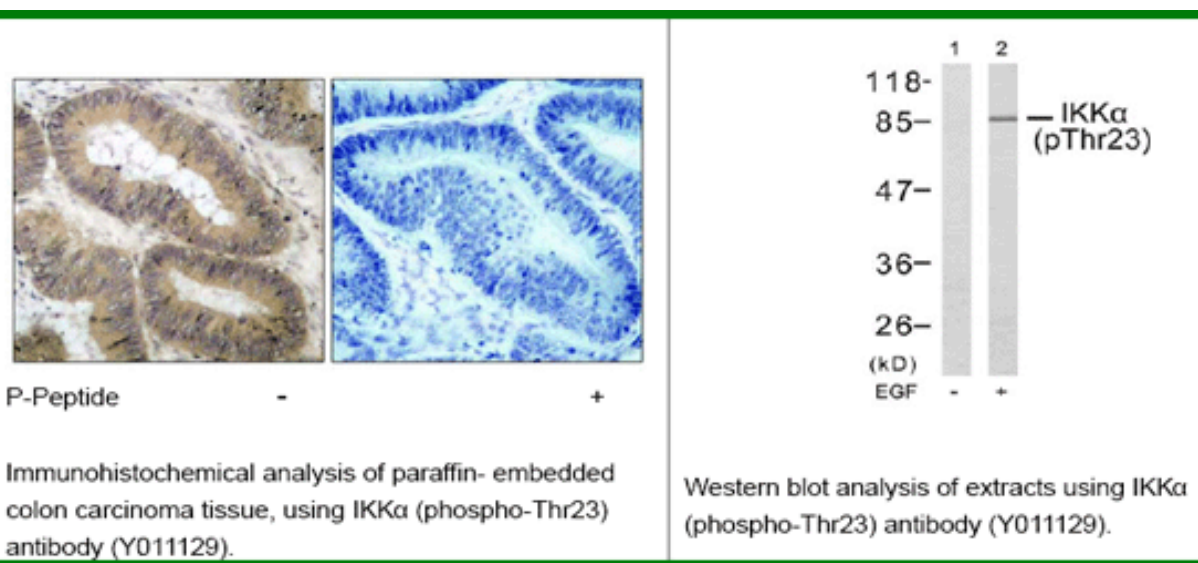 P-Peptide - +
Immunohistochemical analysis of paraffin- embedded
colon carcinoma tissue, using IKKα (phospho-Thr23)
antibody (Y011129).
1 2
118-
85-
IKKα
(pThr23)
47-
36-
26-
(kD)
EGF - +
Western blot analysis of extracts using IKKα
(phospho-Thr23) antibody (Y011129).